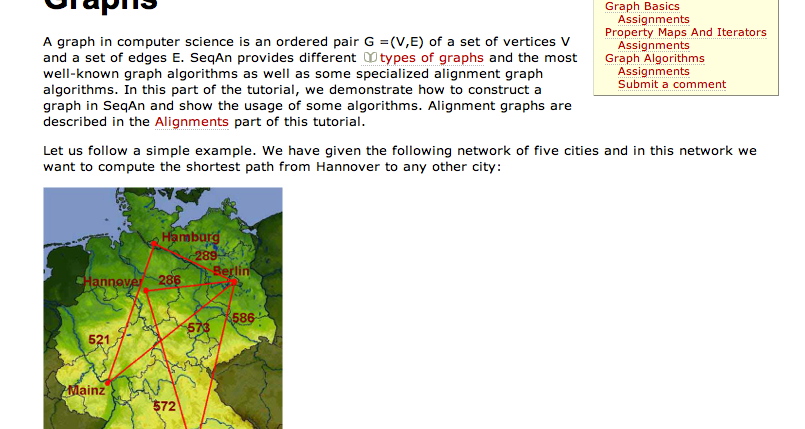 Graphs
A graph in computer science is an ordered pair G =(V,E) of a set of vertices V
and a set of edges E. SeqAn provides different types of graphs and the most
well-known graph algorithms as well as some specialized alignment graph
algorithms. In this part of the tutorial, we demonstrate how to construct a
graph in SeqAn and show the usage of some algorithms. Alignment graphs are
described in the Alignments part of this tutorial.
Graph Basics
Assignments
Property Maps And Iterators
Assignments
Graph Algorithms
Assignments
Submit a comment
Let us follow a simple example. We have given the following network of five cities and in this network we
want to compute the shortest path from Hannover to any other city:
Hamburg
289
Berlin
Hannover 286
586
573
521
Mainz
572